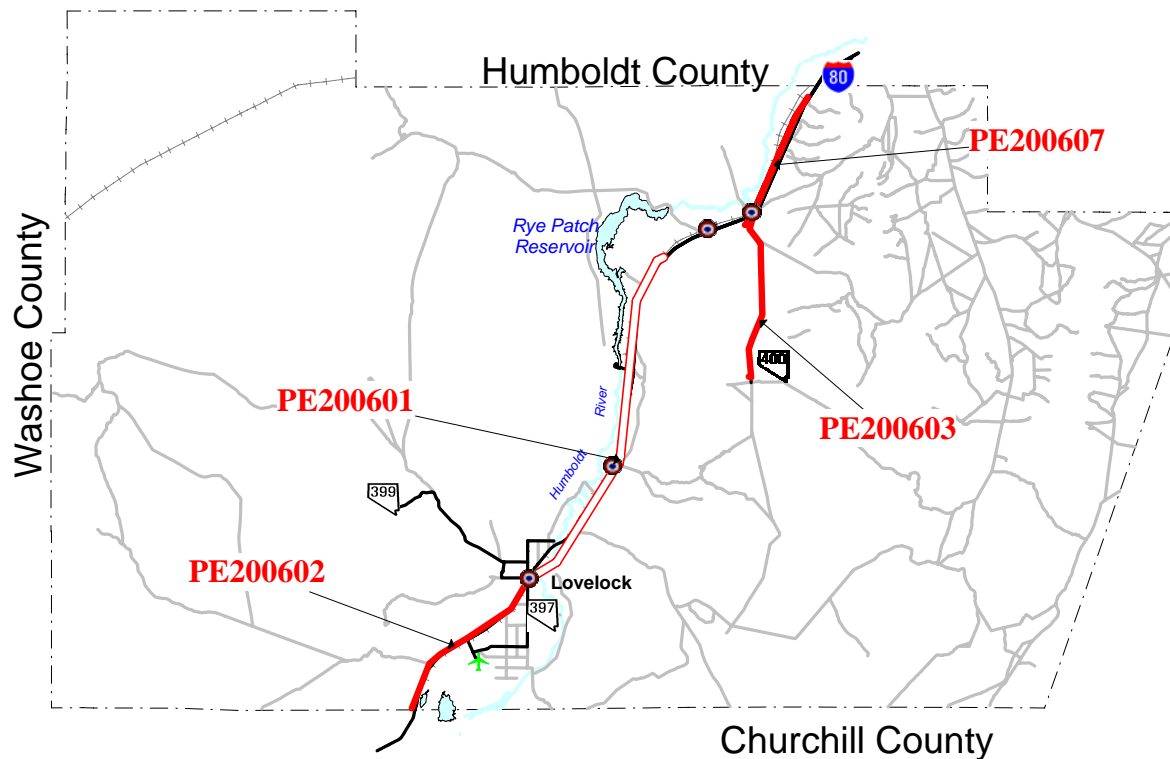 Humboldt County
80
PE200607
Rye Patch
Reservoir
Washoe County
400
PE200601
River
PE200603
Humboldt
399
PE200602
Lovelock
397
Churchill County